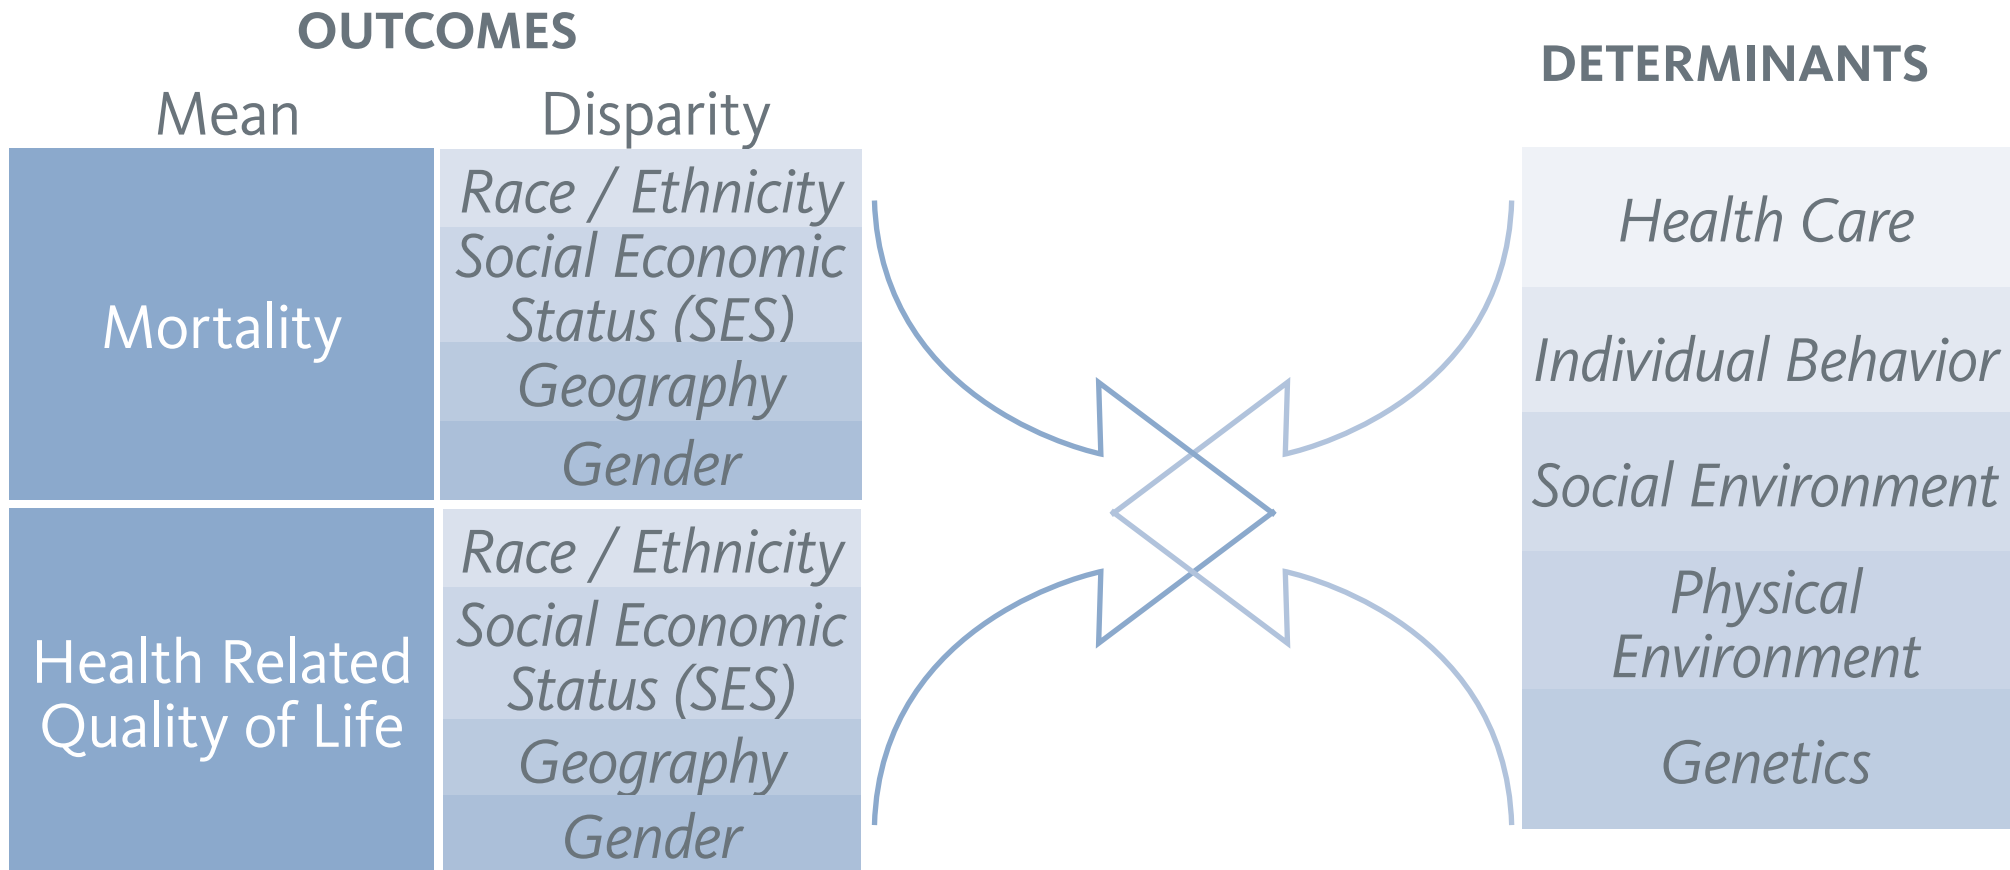 OUTCOMES
Mean
Disparity
Mortality
Race / Ethnicity
Social Economic
Status (SES)
Geography
Gender
Health Related
Quality of Life
Race / Ethnicity
Social Economic
Status (SES)
Geography
Gender
DETERMINANTS
Health Care
Individual Behavior
Social Environment
Physical
Environment
Genetics